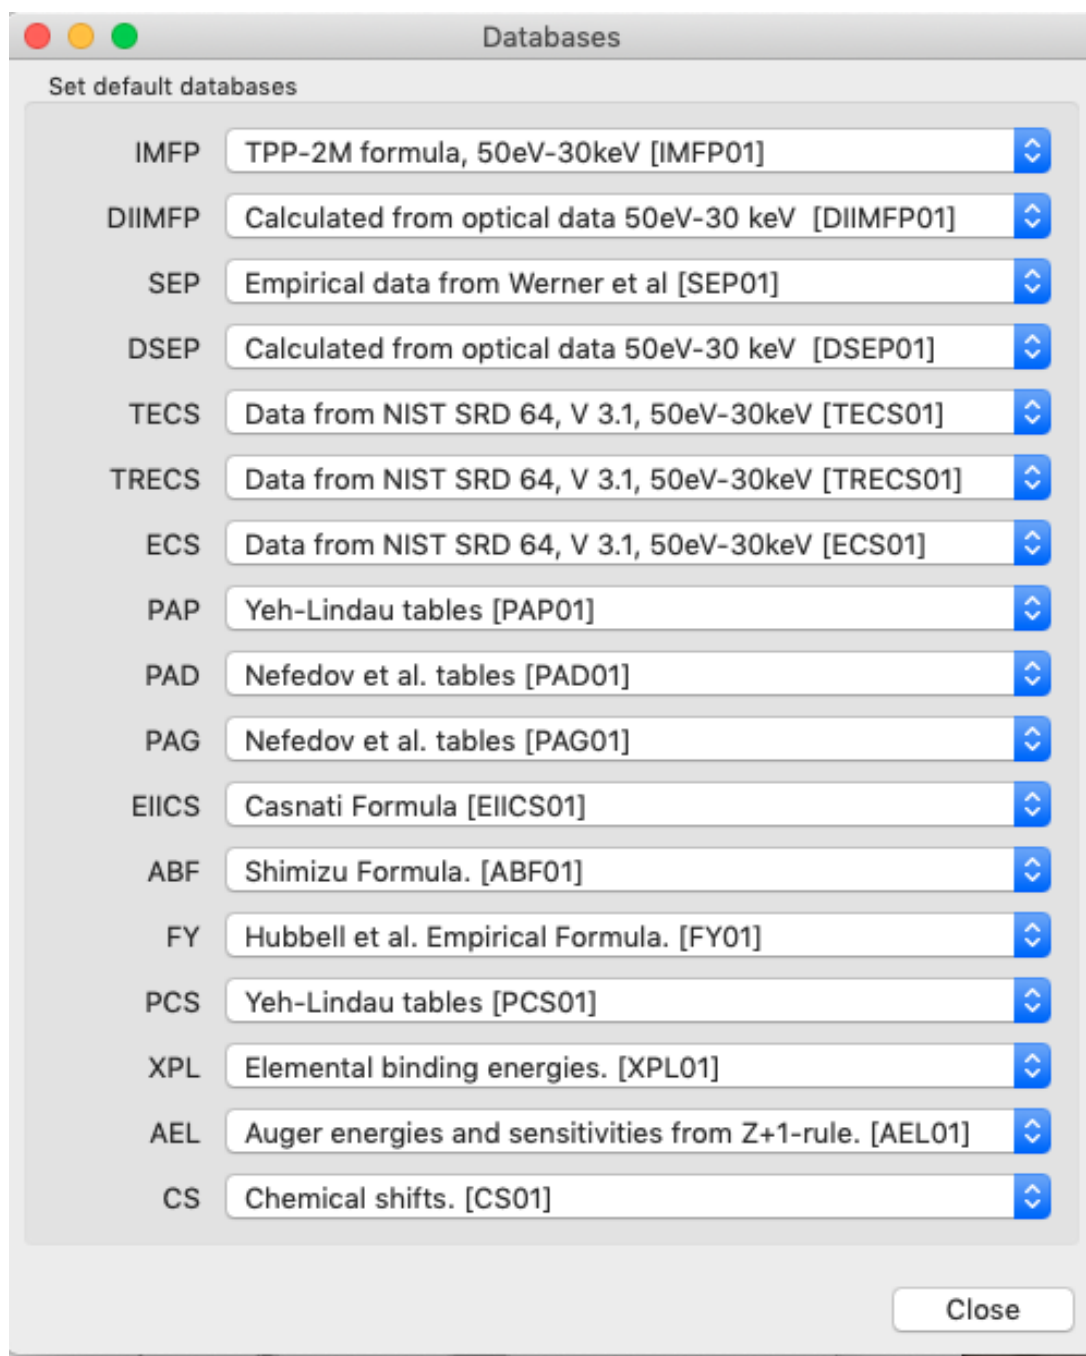 Databases
Set default databases
IMFP TPP-2M formula, 50eV-30keV [IMFP01]
DIIMFP Calculated from optical data 50eV-30 keV  [DIIMFP01]
SEP Empirical data from Werner et al [SEP01]
DSEP Calculated from optical data 50eV-30 keV  [DSEP01]
TECS Data from NIST SRD 64, V 3.1, 50eV-30keV [TECS01]
TRECS Data from NIST SRD 64, V 3.1, 50eV-30keV [TRECS01]
ECS Data from NIST SRD 64, V 3.1, 50eV-30keV [ECS01]
PAP Yeh-Lindau tables [PAP01]
PAD Nefedov et al. tables [PAD01]
PAG Nefedov et al. tables [PAG01]
EIICS Casnati Formula [EIICS01]
ABF Shimizu Formula. [ABF01]
FY Hubbell et al. Empirical Formula. [FY01]
PCS Yeh-Lindau tables [PCS01]
XPL Elemental binding energies. [XPL01]
AEL Auger energies and sensitivities from Z+1-rule. [AEL01]
CS Chemical shifts. [CS01]
Close